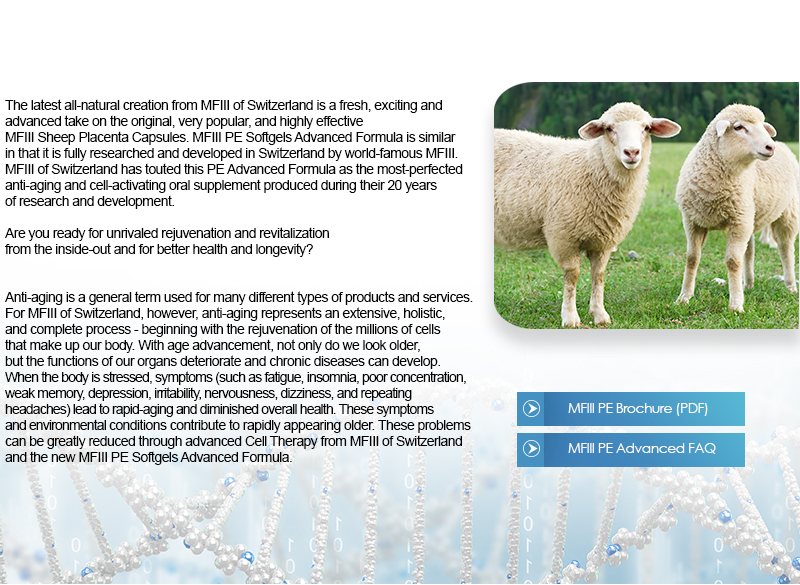 The latest all-natural creation from MFIII of Switzerland is a fresh, exciting and
advanced take on the original, very popular, and highly effective
MFIII Sheep Placenta Capsules. MFIII PE Softgels Advanced Formula is similar
in that it is fully researched and developed in Switzerland by world-famous MFIII.
MFIII of Switzerland has touted this PE Advanced Formula as the most-perfected
anti-aging and cell-activating oral supplement produced during their 20 years
of research and development.
Are you ready for unrivaled rejuvenation and revitalization
from the inside-out and for better health and longevity?
Anti-aging is a general term used for many different types of products and services.
For MFIII of Switzerland, however, anti-aging represents an extensive, holistic,
and complete process - beginning with the rejuvenation of the millions of cells
that make up our body. With age advancement, not only do we look older,
but the functions of our organs deteriorate and chronic diseases can develop.
When the body is stressed, symptoms (such as fatigue, insomnia, poor concentration,
weak memory, depression, irritability, nervousness, dizziness, and repeating
headaches) lead to rapid-aging and diminished overall health. These symptoms
and environmental conditions contribute to rapidly appearing older. These problems
can be greatly reduced through advanced Cell Therapy from MFIII of Switzerland
and the new MFIII PE Softgels Advanced Formula.
MFIII PE Brochure (PDF)
MFIII PE Advanced FAQ